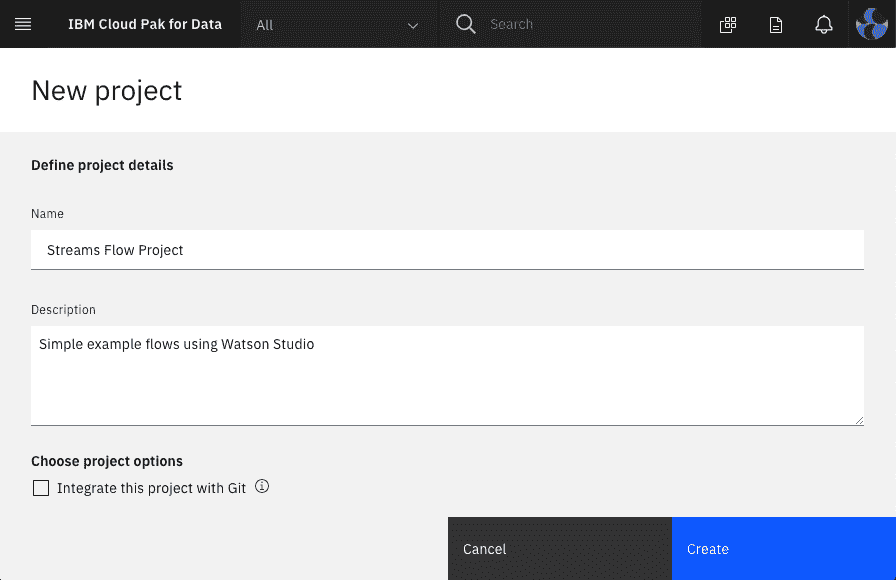 IBM Cloud Pak for Data
All
Search
New project
Define project details
Name
Streams Flow Project
Description
Simple example flows using Watson Studio
Choose project options
Integrate this project with Git
Cancel
Create